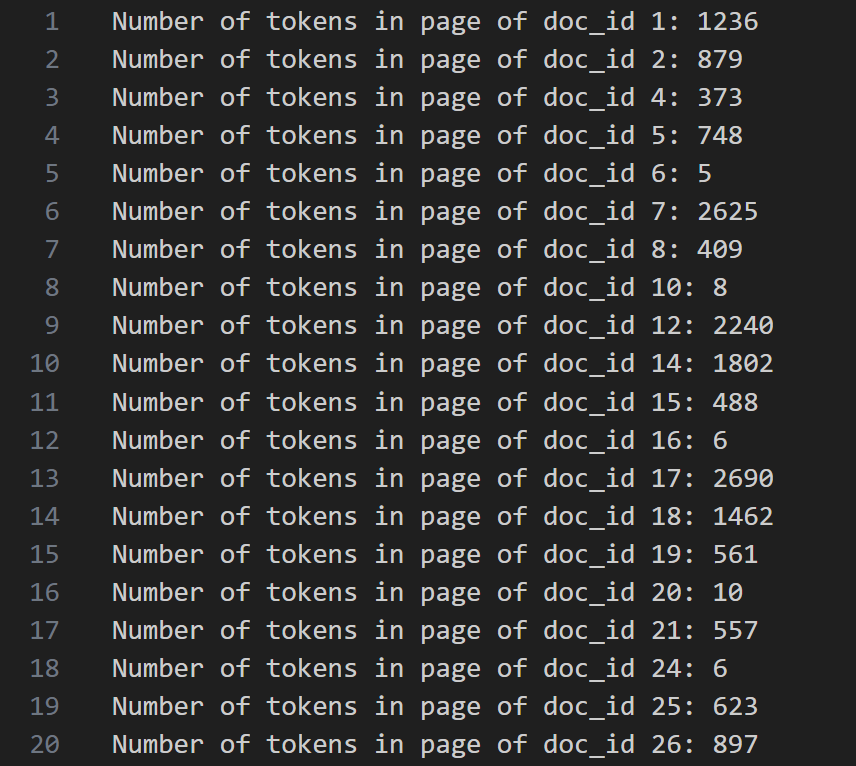 1 Number of tokens in page of doc_id 1: 1236
2 Number of tokens in page of doc_id 2: 879
3 Number of tokens in page of doc_id 4: 373
4 Number of tokens in page of doc_id 5: 748
5 Number of tokens in page of doc_id 6: 5
6 Number of tokens in page of doc_id 7: 2625
7 Number of tokens in page of doc_id 8: 409
8 Number of tokens in page of doc_id 10: 8
9 Number of tokens in page of doc_id 12: 2240
10 Number of tokens in page of doc_id 14: 1802
11 Number of tokens in page of doc_id 15: 488
12 Number of tokens in page of doc_id 16: 6
13 Number of tokens in page of doc_id 17: 2690
14 Number of tokens in page of doc_id 18: 1462
15 Number of tokens in page of doc_id 19: 561
16 Number of tokens in page of doc_id 20: 10
17 Number of tokens in page of doc_id 21: 557
18 Number of tokens in page of doc_id 24: 6
19 Number of tokens in page of doc_id 25: 623
20 Number of tokens in page of doc_id 26: 897